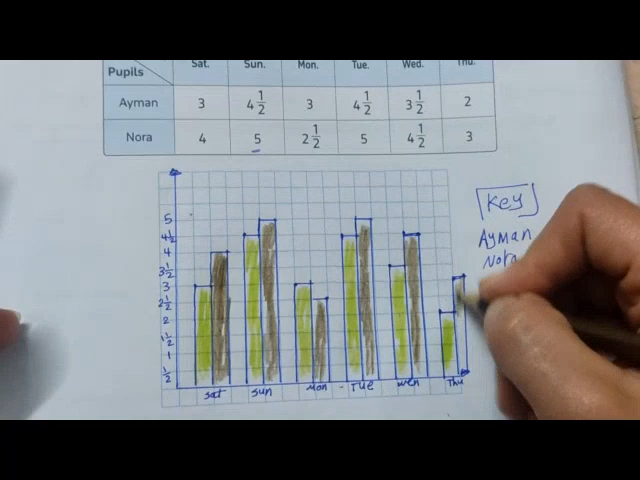 Pupils Sat. Sun. Mon. Tue. Wed. Thu.
Ayman 3 4 1/2 3 4 1/2 3 1/2 2
Nora 4 5 2 1/2 5 4 1/2 3
Key
Ayman
Nora
5
4 1/2
4
3 1/2
3
2 1/2
2
1 1/2
1
1/2
sat sun Mon Tue wen Thu